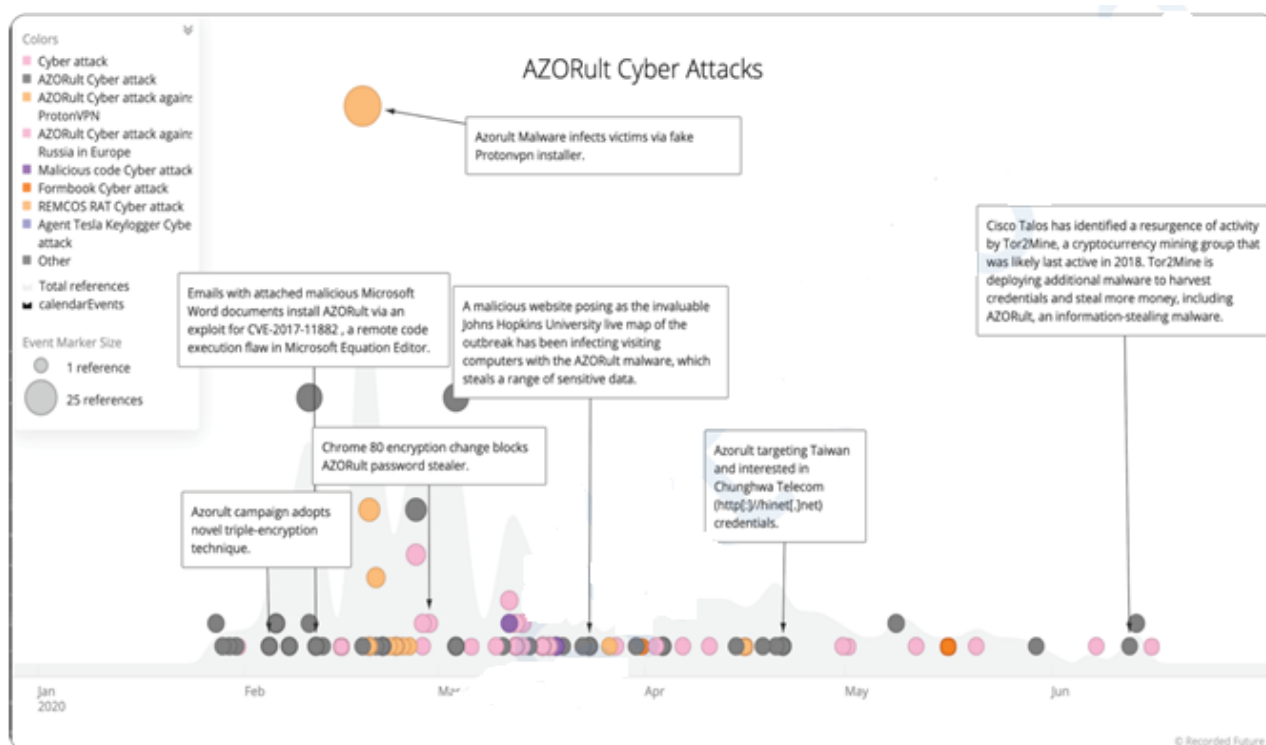 AZORult Cyber Attacks
Colors
Cyber attack
AZORult Cyber attack
AZORult Cyber attack agains
ProtonVPN
AZORult Cyber attack agains
Russia in Europe
Malicious code Cyber attack
Formbook Cyber attack
REMCOS RAT Cyber attack
Agent Tesla Keylogger Cybe
attack
Other
Total references
calendarEvents
Event Marker Size
1 reference
25 references
Azorult Malware infects victims via fake
Protonvpn installer.
Cisco Talos has identified a resurgence of activity
by Tor2Mine, a cryptocurrency mining group that
was likely last active in 2018. Tor2Mine is
deploying additional malware to harvest
credentials and steal more money, including
AZORult, an information-stealing malware.
Emails with attached malicious Microsoft
Word documents install AZORult via an
exploit for CVE-2017-11882 , a remote code
execution flaw in Microsoft Equation Editor.
A malicious website posing as the invaluable
Johns Hopkins University live map of the
outbreak has been infecting visiting
computers with the AZORult malware, which
steals a range of sensitive data.
Chrome 80 encryption change blocks
AZORult password stealer.
Azorult targeting Taiwan
and interested in
Chunghwa Telecom
(http[:]//hinet[.]net)
credentials.
Azorult campaign adopts
novel triple-encryption
technique.
Jan
2020
Feb
Apr
May
Jun
© Recorded Future